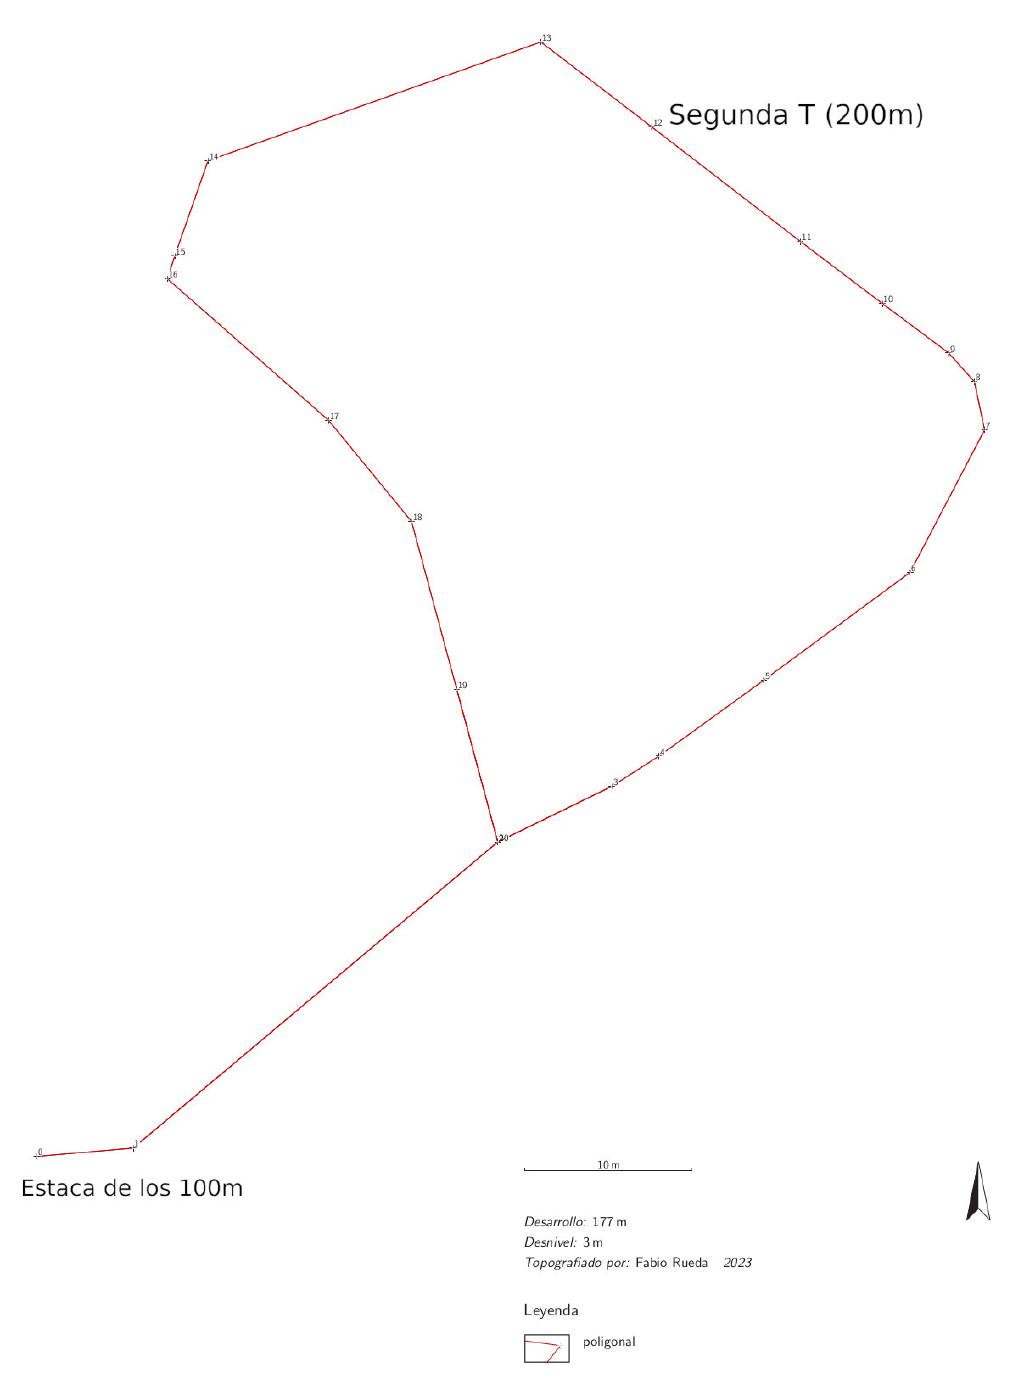 13
12 Segunda T (200m)
14
11
15
16
10
9
8
17
7
18
6
5
19
4
3
20
1
0
Estaca de los 100m
10 m
Desarrollo: 177 m
Desnivel: 3 m
Topografiado por: Fabio Rueda 2023
Leyenda
poligonal